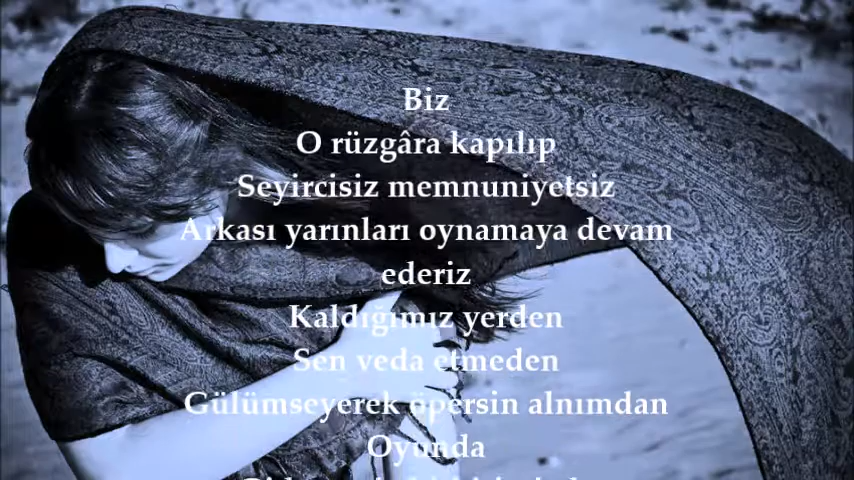 Biz
O rüzgâra kapılıp
Seyircisiz memnuniyetsiz
Arkası yarınları oynamaya devam
ederiz
Kaldığımız yerden
Sen veda etmeden
Gülümseyerek öpersin alnımdan
Oyunda